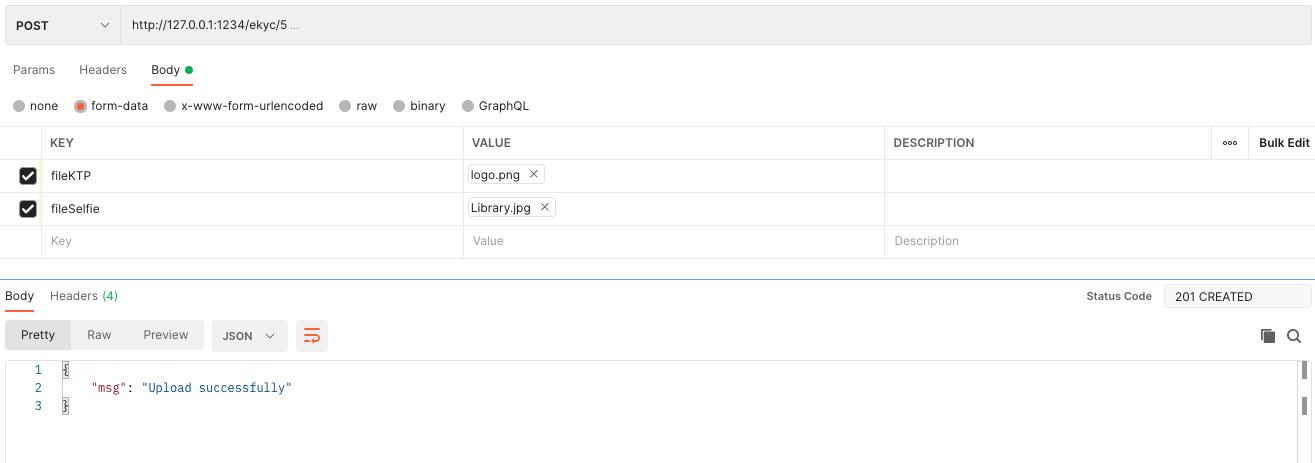 POST http://127.0.0.1:1234/ekyc/5 ...
Params Headers Body
none form-data x-www-form-urlencoded raw binary GraphQL
KEY VALUE DESCRIPTION ooo Bulk Edit
fileKTP logo.png ×
fileSelfie Library.jpg ×
Key Value Description
Body Headers (4) Status Code 201 CREATED
Pretty Raw Preview JSON
1 {
2 "msg": "Upload successfully"
3 }